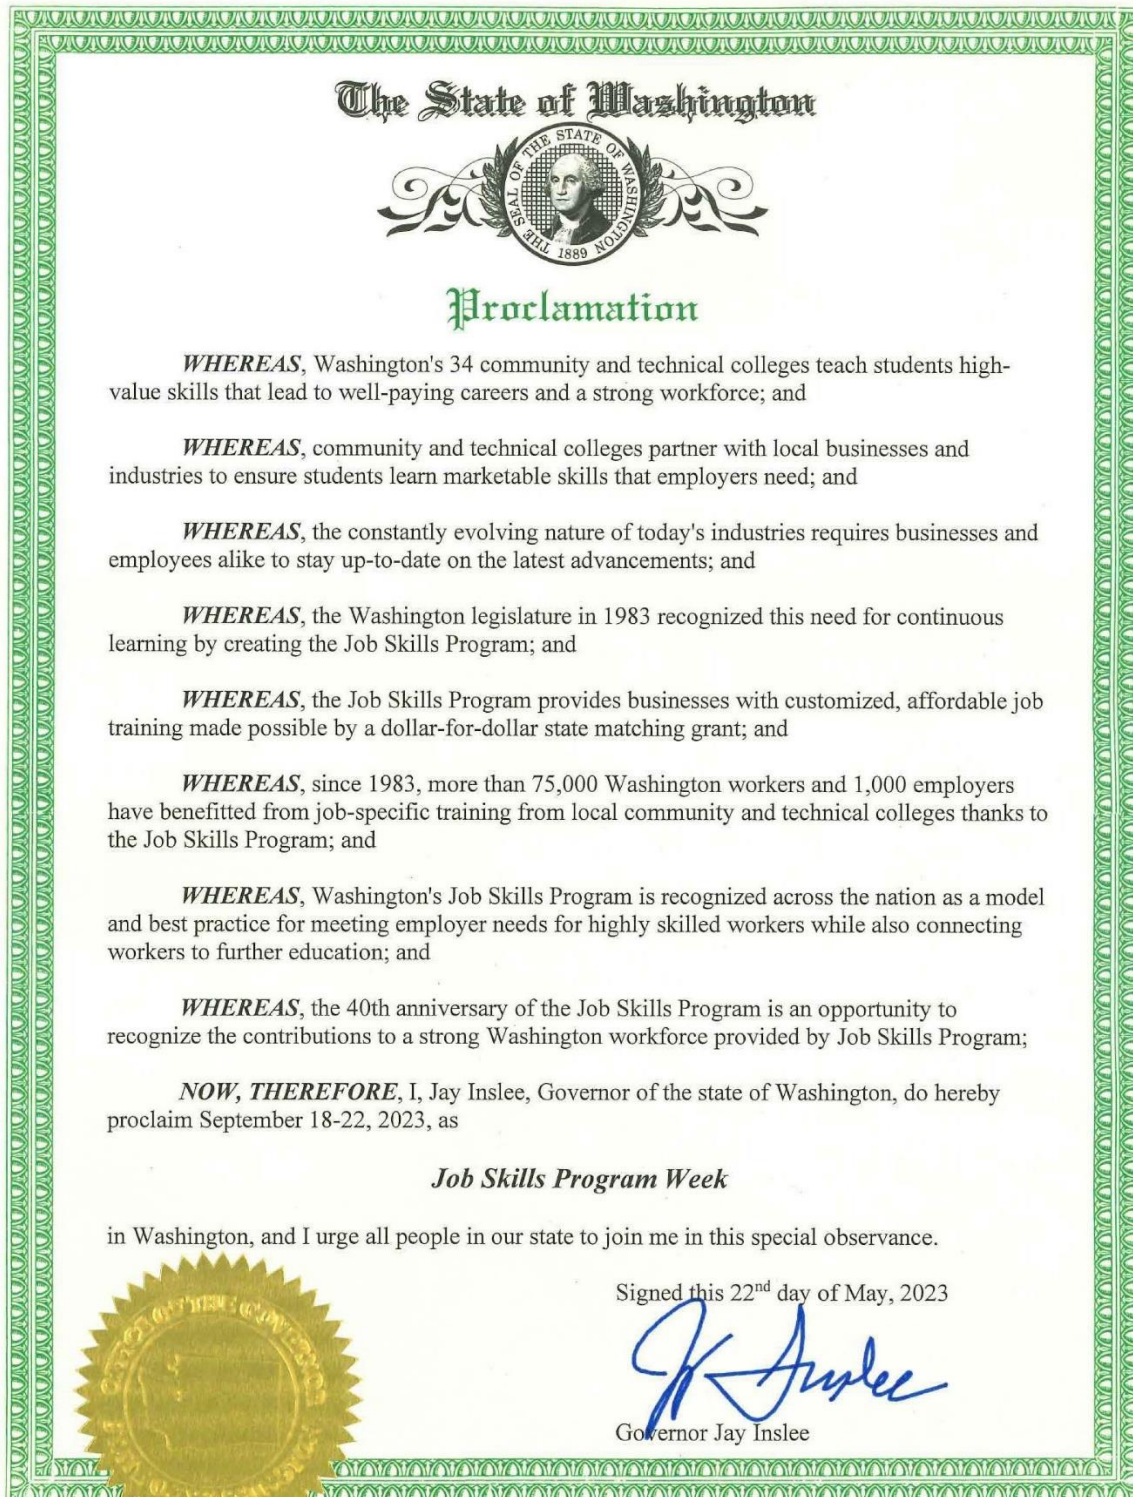 The State of Washington
THE SEAL OF THE STATE OF WASHINGTON
1889
Proclamation
WHEREAS, Washington's 34 community and technical colleges teach students high-
value skills that lead to well-paying careers and a strong workforce; and
WHEREAS, community and technical colleges partner with local businesses and
industries to ensure students learn marketable skills that employers need; and
WHEREAS, the constantly evolving nature of today's industries requires businesses and
employees alike to stay up-to-date on the latest advancements; and
WHEREAS, the Washington legislature in 1983 recognized this need for continuous
learning by creating the Job Skills Program; and
WHEREAS, the Job Skills Program provides businesses with customized, affordable job
training made possible by a dollar-for-dollar state matching grant; and
WHEREAS, since 1983, more than 75,000 Washington workers and 1,000 employers
have benefitted from job-specific training from local community and technical colleges thanks to
the Job Skills Program; and
WHEREAS, Washington's Job Skills Program is recognized across the nation as a model
and best practice for meeting employer needs for highly skilled workers while also connecting
workers to further education; and
WHEREAS, the 40th anniversary of the Job Skills Program is an opportunity to
recognize the contributions to a strong Washington workforce provided by Job Skills Program;
NOW, THEREFORE, I, Jay Inslee, Governor of the state of Washington, do hereby
proclaim September 18-22, 2023, as
Job Skills Program Week
in Washington, and I urge all people in our state to join me in this special observance.
Signed this 22nd day of May, 2023
Jay Inslee
Governor Jay Inslee
OFFICE OF THE GOVERNOR